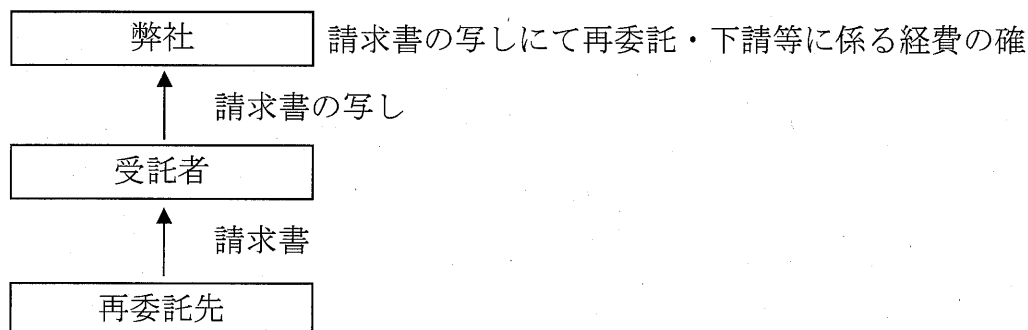 弊社
請求書の写しにて再委託・下請等に係る経費の確
請求書の写し
受託者
請求書
再委託先